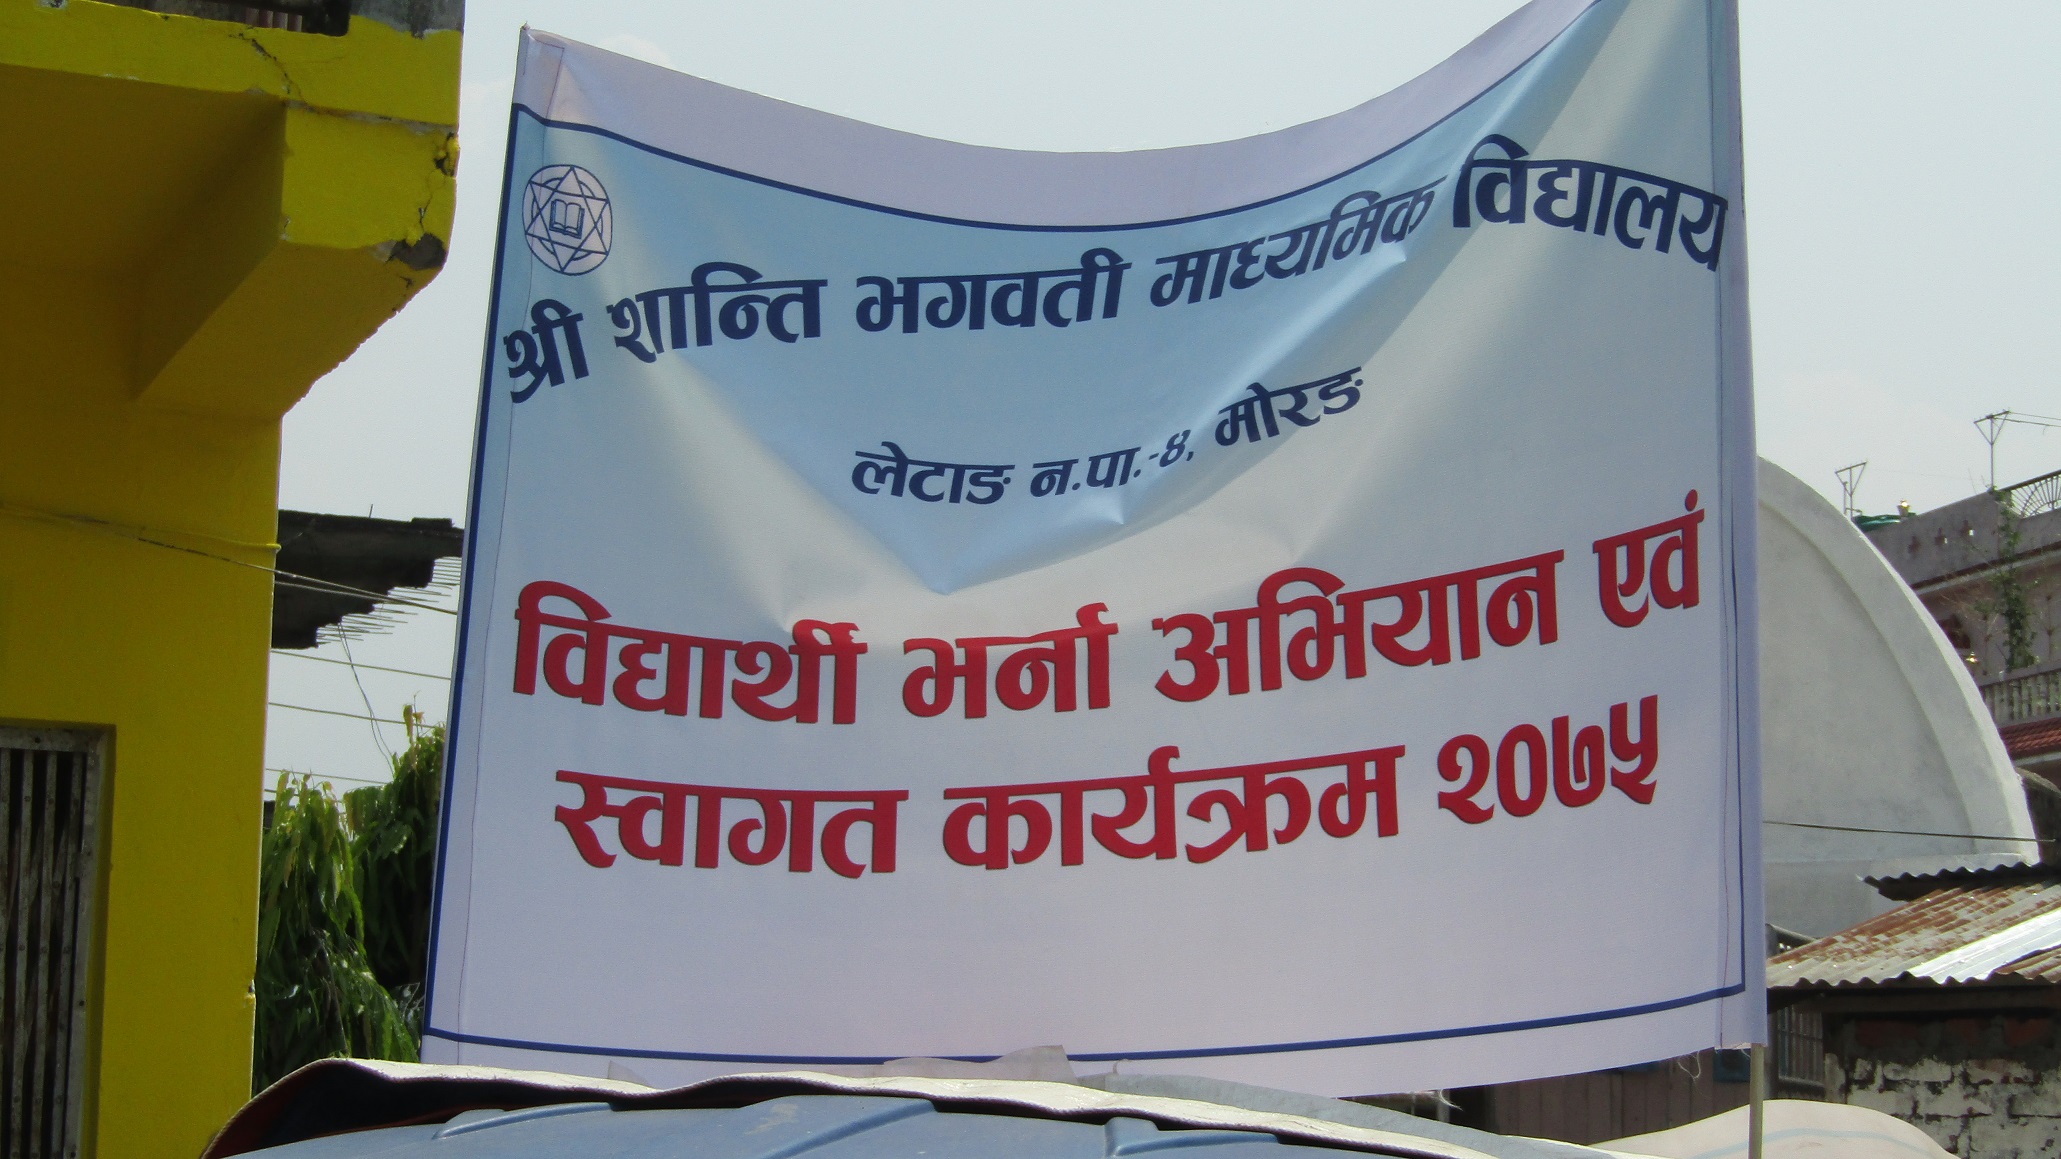 श्री शान्ति भगवती माध्यमिक विद्यालय
लेटाङ न.पा.-४, मोरङ
विद्यार्थी भर्ना अभियान एवं
स्वागत कार्यक्रम २०७५